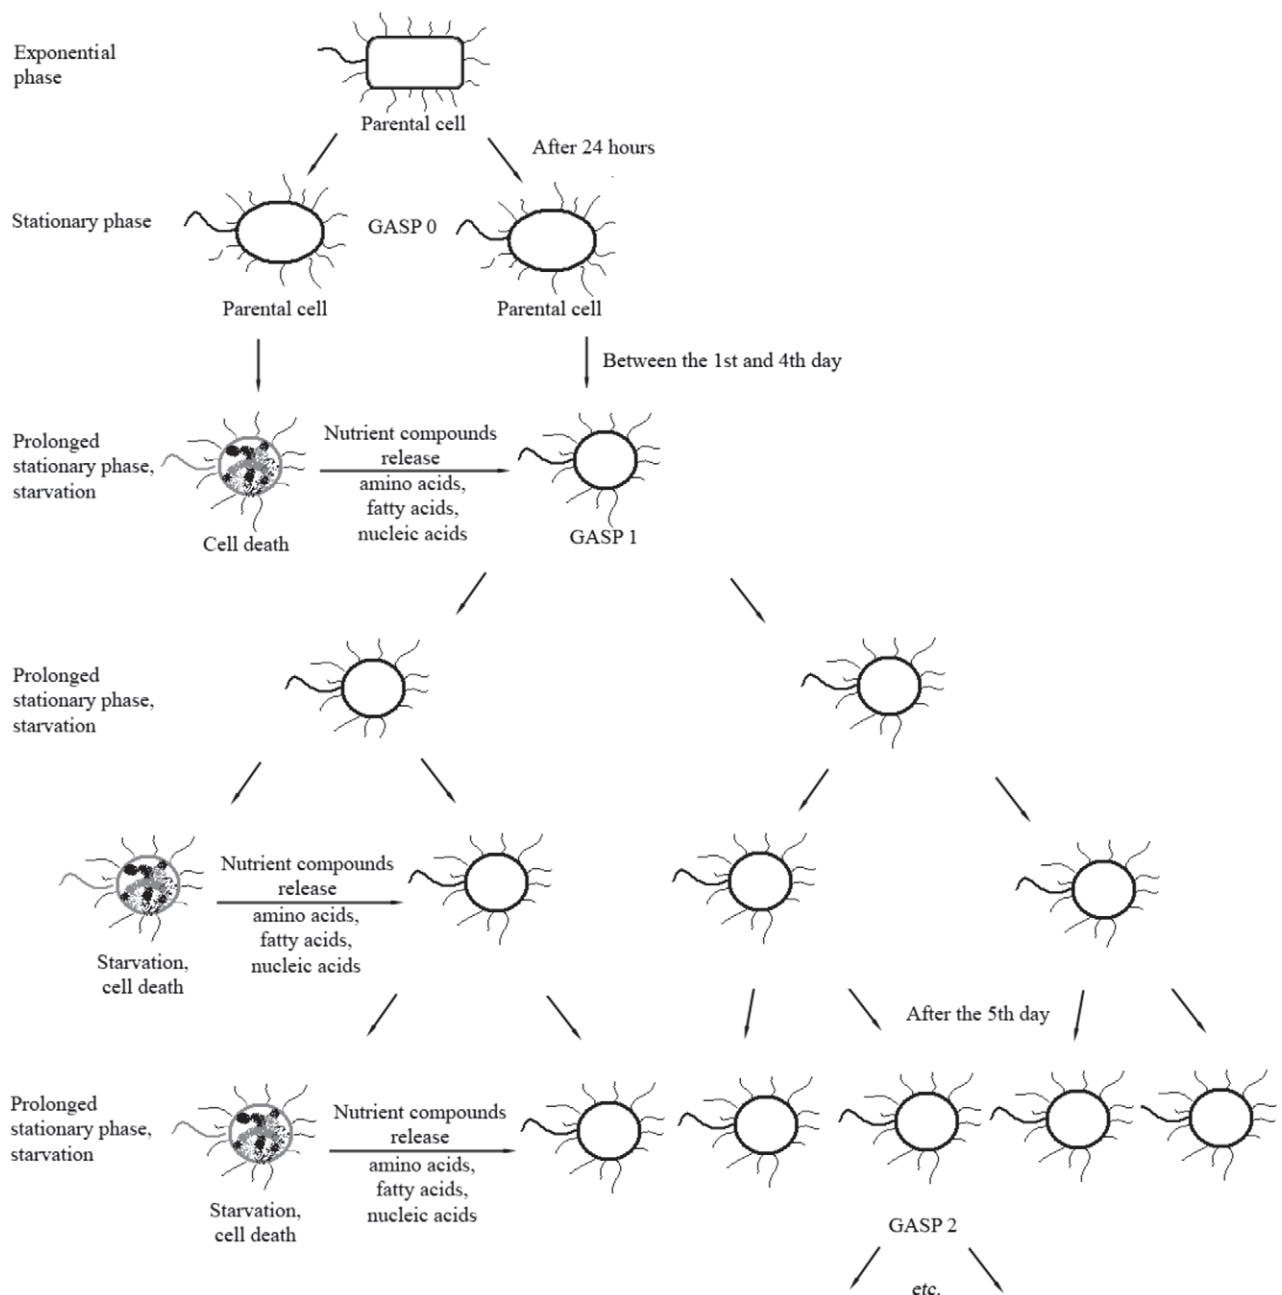 Exponential
phase
Parental cell
After 24 hours
Stationary phase
GASP 0
Parental cell
Parental cell
Between the 1st and 4th day
Prolonged
stationary phase,
starvation
Nutrient compounds
release
amino acids,
fatty acids,
nucleic acids
Cell death
GASP 1
Prolonged
stationary phase,
starvation
Nutrient compounds
release
amino acids,
fatty acids,
nucleic acids
Starvation,
cell death
After the 5th day
Prolonged
stationary phase,
starvation
Nutrient compounds
release
amino acids,
fatty acids,
nucleic acids
Starvation,
cell death
GASP 2
etc.